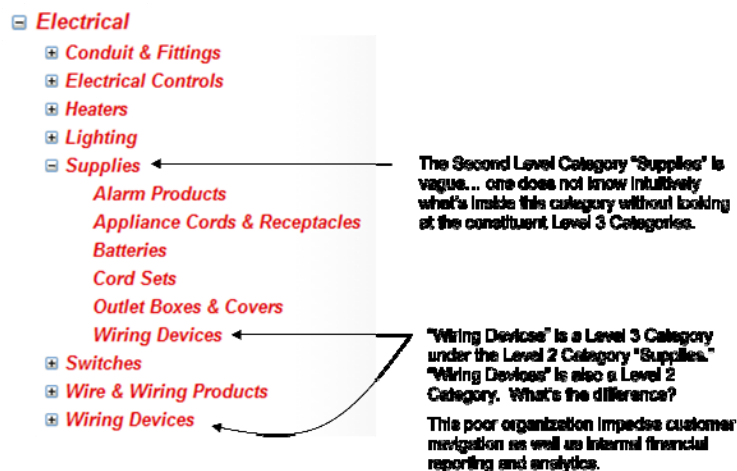 Electrical
Conduit & Fittings
Electrical Controls
Heaters
Lighting
Supplies
Alarm Products
Appliance Cords & Receptacles
Batteries
Cord Sets
Outlet Boxes & Covers
Wiring Devices
Switches
Wire & Wiring Products
Wiring Devices
The Second Level Category "Supplies" is
vague... one does not know intuitively
what's inside this category without looking
at the constituent Level 3 Categories.
"Wiring Devices" is a Level 3 Category
under the Level 2 Category "Supplies."
"Wiring Devices" is also a Level 2
Category. What's the difference?
This poor organization impedes customer
navigation as well as internal financial
reporting and analytics.